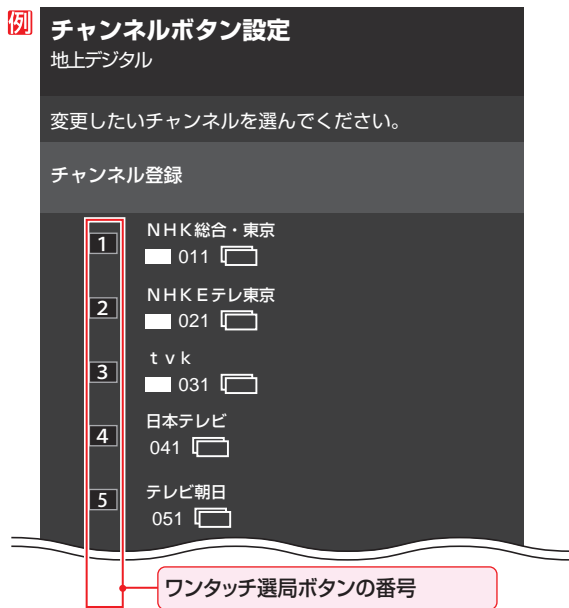 例
チャンネルボタン設定
地上デジタル
変更したいチャンネルを選んでください。
チャンネル登録
1
ＮＨＫ総合・東京
011
2
ＮＨＫＥテレ東京
021
3
ｔｖｋ
031
4
日本テレビ
041
5
テレビ朝日
051
ワンタッチ選局ボタンの番号